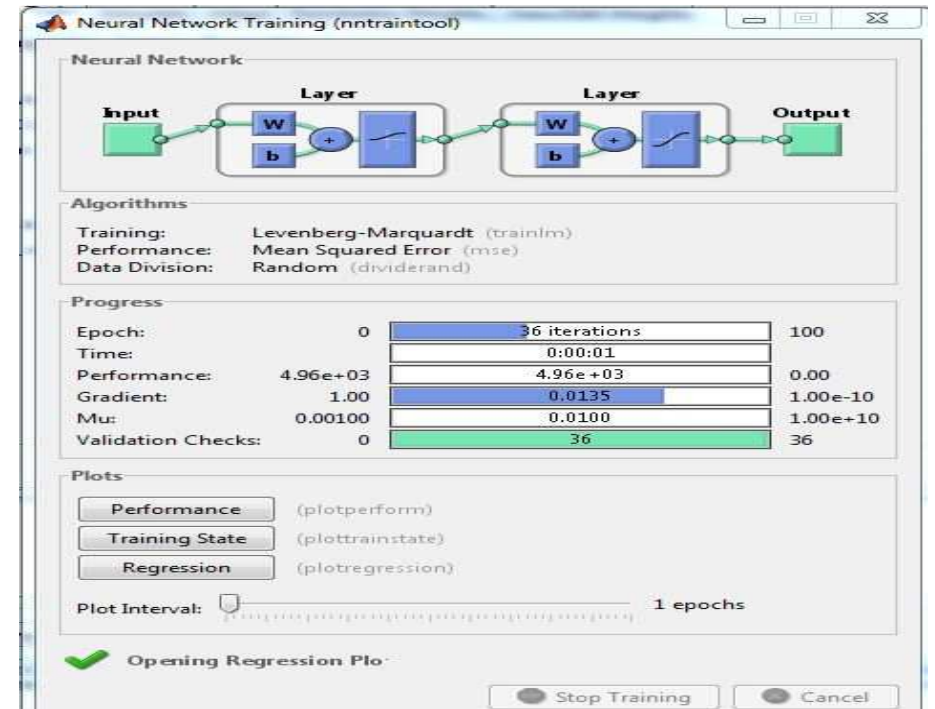 Neural Network Training (nntraintool)
Neural Network
Layer Layer
Input Output
W W
b b
+ +
Algorithms
Training: Levenberg-Marquardt (trainlm)
Performance: Mean Squared Error (mse)
Data Division: Random (dividerand)
Progress
Epoch: 0 36 iterations 100
Time: 0:00:01
Performance: 4.96e+03 4.96e+03 0.00
Gradient: 1.00 0.0135 1.00e-10
Mu: 0.00100 0.0100 1.00e+10
Validation Checks: 0 36 36
Plots
Performance (plotperform)
Training State (plottrainstate)
Regression (plotregression)
Plot Interval: 1 epochs
Opening Regression Plo
Stop Training Cancel